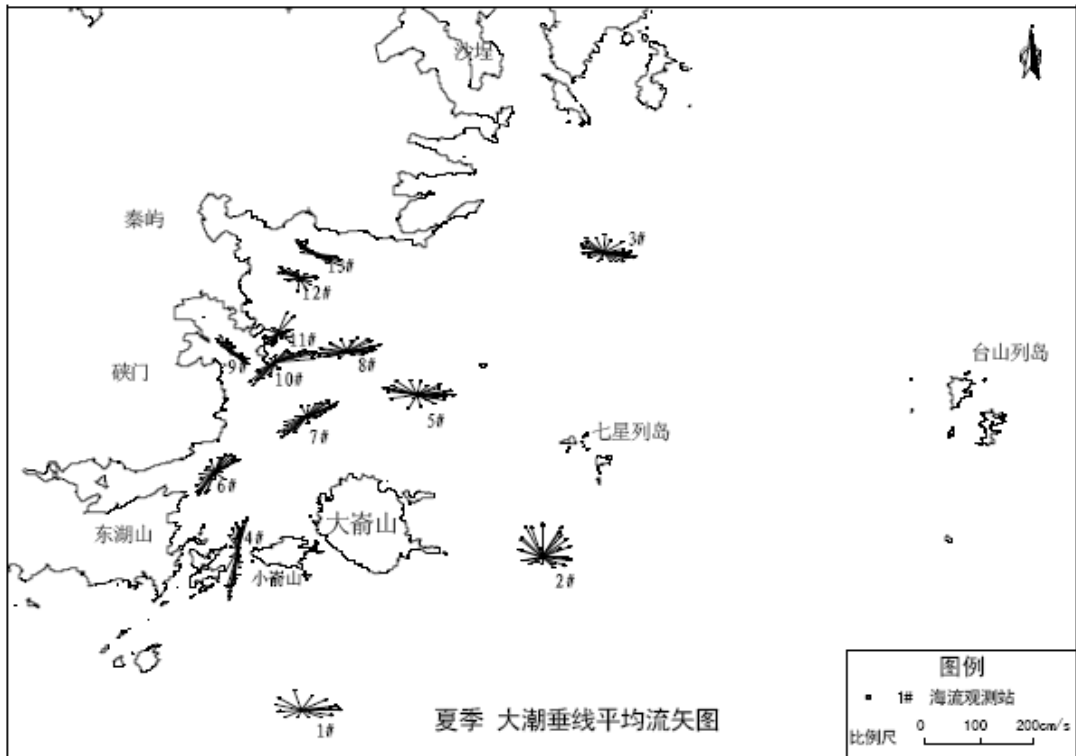 沙埕
秦屿
3#
13#
12#
11#
台山列岛
硖门
9#
10#
8#
5#
七星列岛
7#
6#
东湖山
大嵛山
4#
小嵛山
2#
夏季 大潮垂线平均流矢图
1#
图例
1# 海流观测站
比例尺 0 100 200cm/s